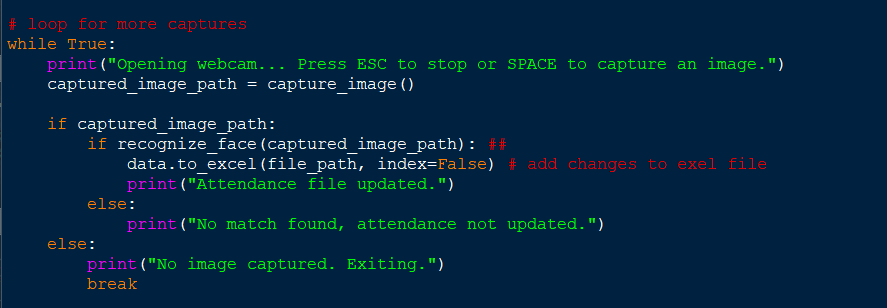 # loop for more captures
while True:
    print("Opening webcam... Press ESC to stop or SPACE to capture an image.")
    captured_image_path = capture_image()

    if captured_image_path:
        if recognize_face(captured_image_path): ##
            data.to_excel(file_path, index=False) # add changes to exel file
            print("Attendance file updated.")
        else:
            print("No match found, attendance not updated.")
    else:
        print("No image captured. Exiting.")
        break